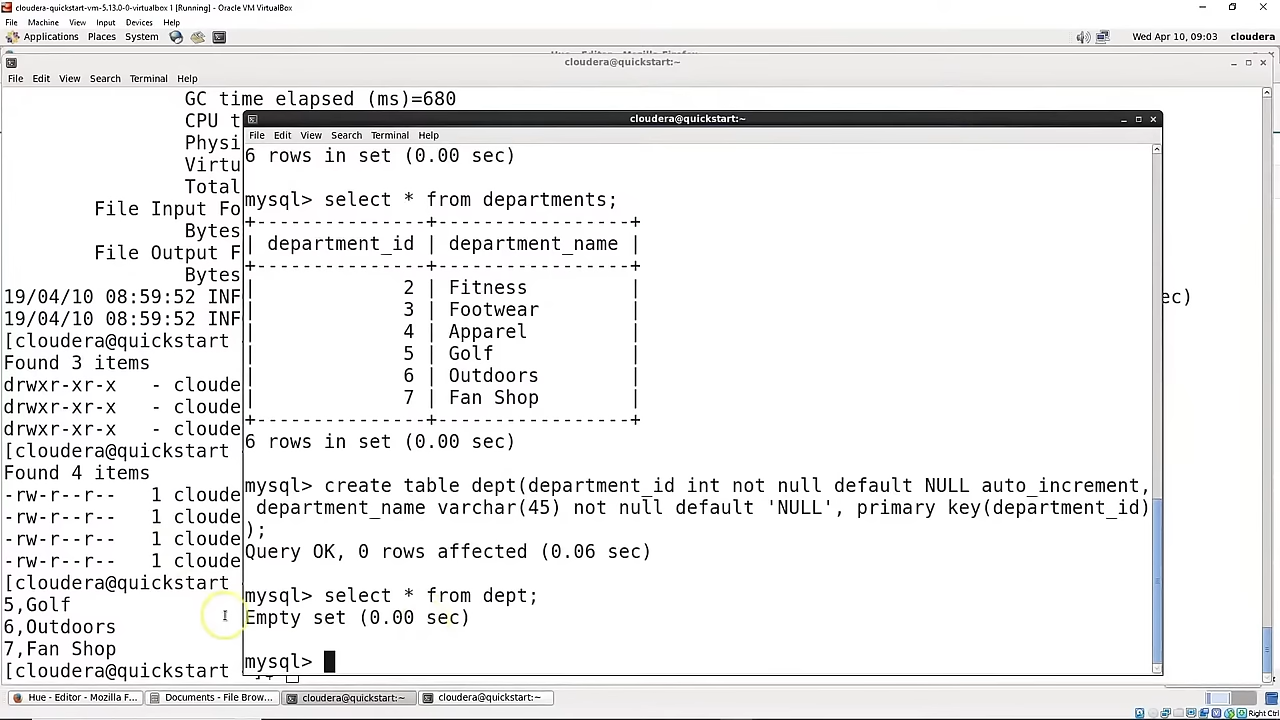 cloudera-quickstart-vm-5.13.0-0-virtualbox 1 [Running] - Oracle VM VirtualBox
File Machine View Input Devices Help
Applications Places System Wed Apr 10, 09:03 cloudera
Hue - Editor - Mozilla Firefox
cloudera@quickstart:~
File Edit View Search Terminal Help
GC time elapsed (ms)=680
CPU t
Physi
Virtu
Total
File Input Fo
Bytes
File Output F
Bytes
19/04/10 08:59:52 INF ec)
19/04/10 08:59:52 INF
[cloudera@quickstart
Found 3 items
drwxr-xr-x - cloude
drwxr-xr-x - cloude
drwxr-xr-x - cloude
[cloudera@quickstart
Found 4 items
-rw-r--r-- 1 cloude
-rw-r--r-- 1 cloude
-rw-r--r-- 1 cloude
-rw-r--r-- 1 cloude
[cloudera@quickstart
5,Golf
6,Outdoors
7,Fan Shop
[cloudera@quickstart ~]$
cloudera@quickstart:~
File Edit View Search Terminal Help
6 rows in set (0.00 sec)
mysql> select * from departments;
+---------------+-----------------+
| department_id | department_name |
+---------------+-----------------+
| 2 | Fitness |
| 3 | Footwear |
| 4 | Apparel |
| 5 | Golf |
| 6 | Outdoors |
| 7 | Fan Shop |
+---------------+-----------------+
6 rows in set (0.00 sec)
mysql> create table dept(department_id int not null default NULL auto_increment,
department_name varchar(45) not null default 'NULL', primary key(department_id)
);
Query OK, 0 rows affected (0.06 sec)
mysql> select * from dept;
Empty set (0.00 sec)
mysql>
Hue - Editor - Mozilla F... Documents - File Brow... cloudera@quickstart:~ cloudera@quickstart:~
Right Ctrl